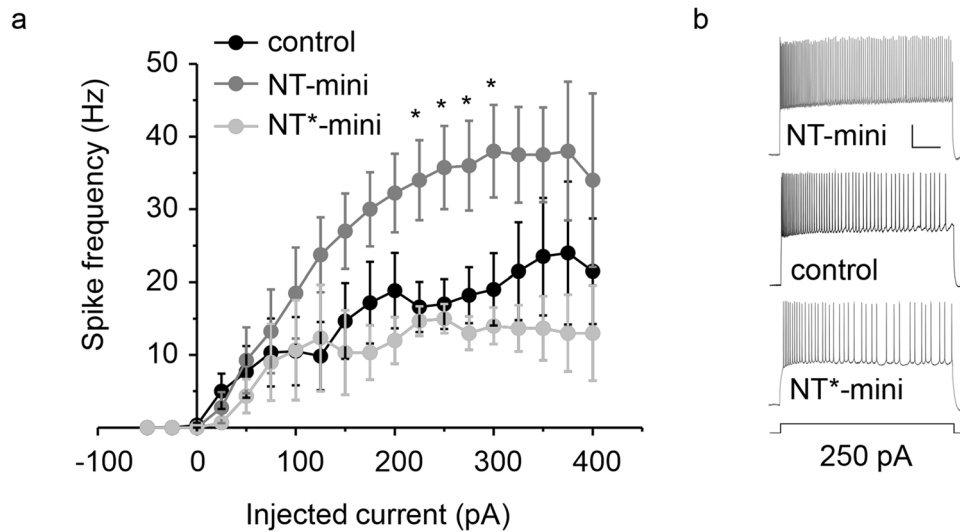 a
control
NT-mini
NT*-mini
* * * *
50
40
30
20
10
-100 0 100 200 300 400
Spike frequency (Hz)
Injected current (pA)
b
NT-mini
control
NT*-mini
250 pA